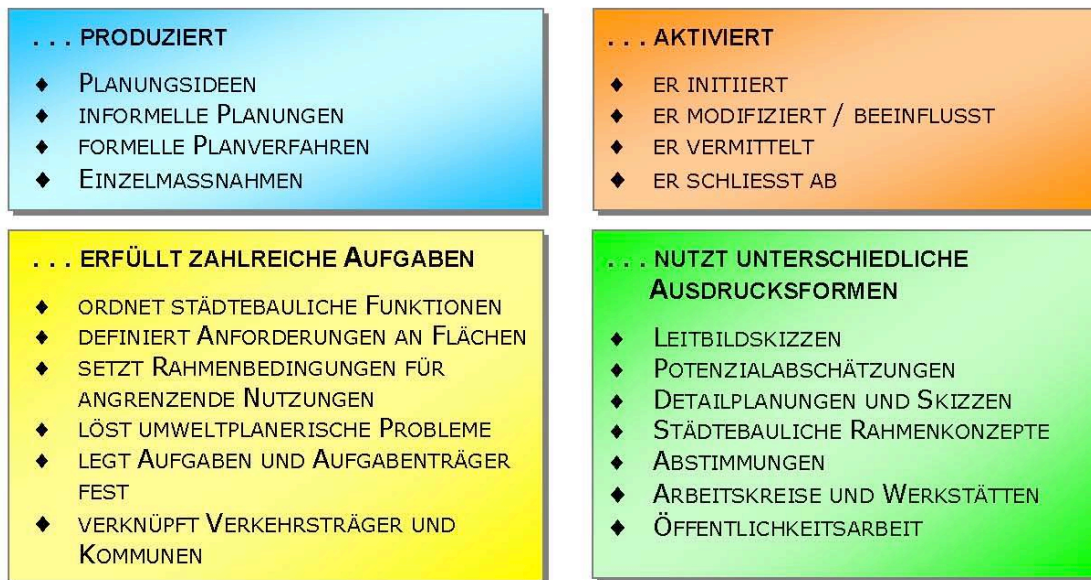 . . . PRODUZIERT
♦ PLANUNGSIDEEN
♦ INFORMELLE PLANUNGEN
♦ FORMELLE PLANVERFAHREN
♦ EINZELMASSNAHMEN
. . . AKTIVIERT
♦ ER INITIIERT
♦ ER MODIFIZIERT / BEEINFLUSST
♦ ER VERMITTELT
♦ ER SCHLIESST AB
. . . ERFÜLLT ZAHLREICHE AUFGABEN
♦ ORDNET STÄDTEBAULICHE FUNKTIONEN
♦ DEFINIERT ANFORDERUNGEN AN FLÄCHEN
♦ SETZT RAHMENBEDINGUNGEN FÜR
ANGRENZENDE NUTZUNGEN
♦ LÖST UMWELTPLANERISCHE PROBLEME
♦ LEGT AUFGABEN UND AUFGABENTRÄGER
FEST
♦ VERKNÜPFT VERKEHRSTRÄGER UND
KOMMUNEN
. . . NUTZT UNTERSCHIEDLICHE
AUSDRUCKSFORMEN
♦ LEITBILDSKIZZEN
♦ POTENZIALABSCHÄTZUNGEN
♦ DETAILPLANUNGEN UND SKIZZEN
♦ STÄDTEBAULICHE RAHMENKONZEPTE
♦ ABSTIMMUNGEN
♦ ARBEITSKREISE UND WERKSTÄTTEN
♦ ÖFFENTLICHKEITSARBEIT